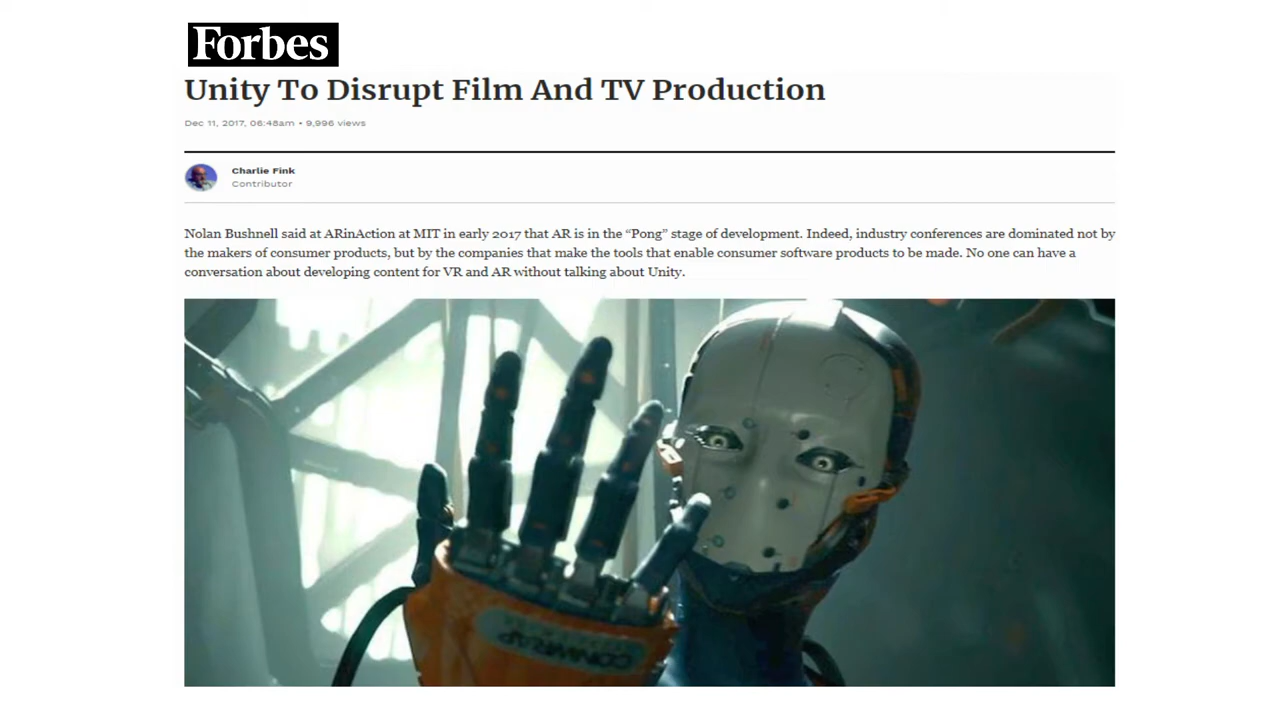 Forbes
Unity To Disrupt Film And TV Production
Dec 11, 2017, 06:48am • 9,996 views
Charlie Fink
Contributor
Nolan Bushnell said at ARinAction at MIT in early 2017 that AR is in the “Pong” stage of development. Indeed, industry conferences are dominated not by
the makers of consumer products, but by the companies that make the tools that enable consumer software products to be made. No one can have a
conversation about developing content for VR and AR without talking about Unity.